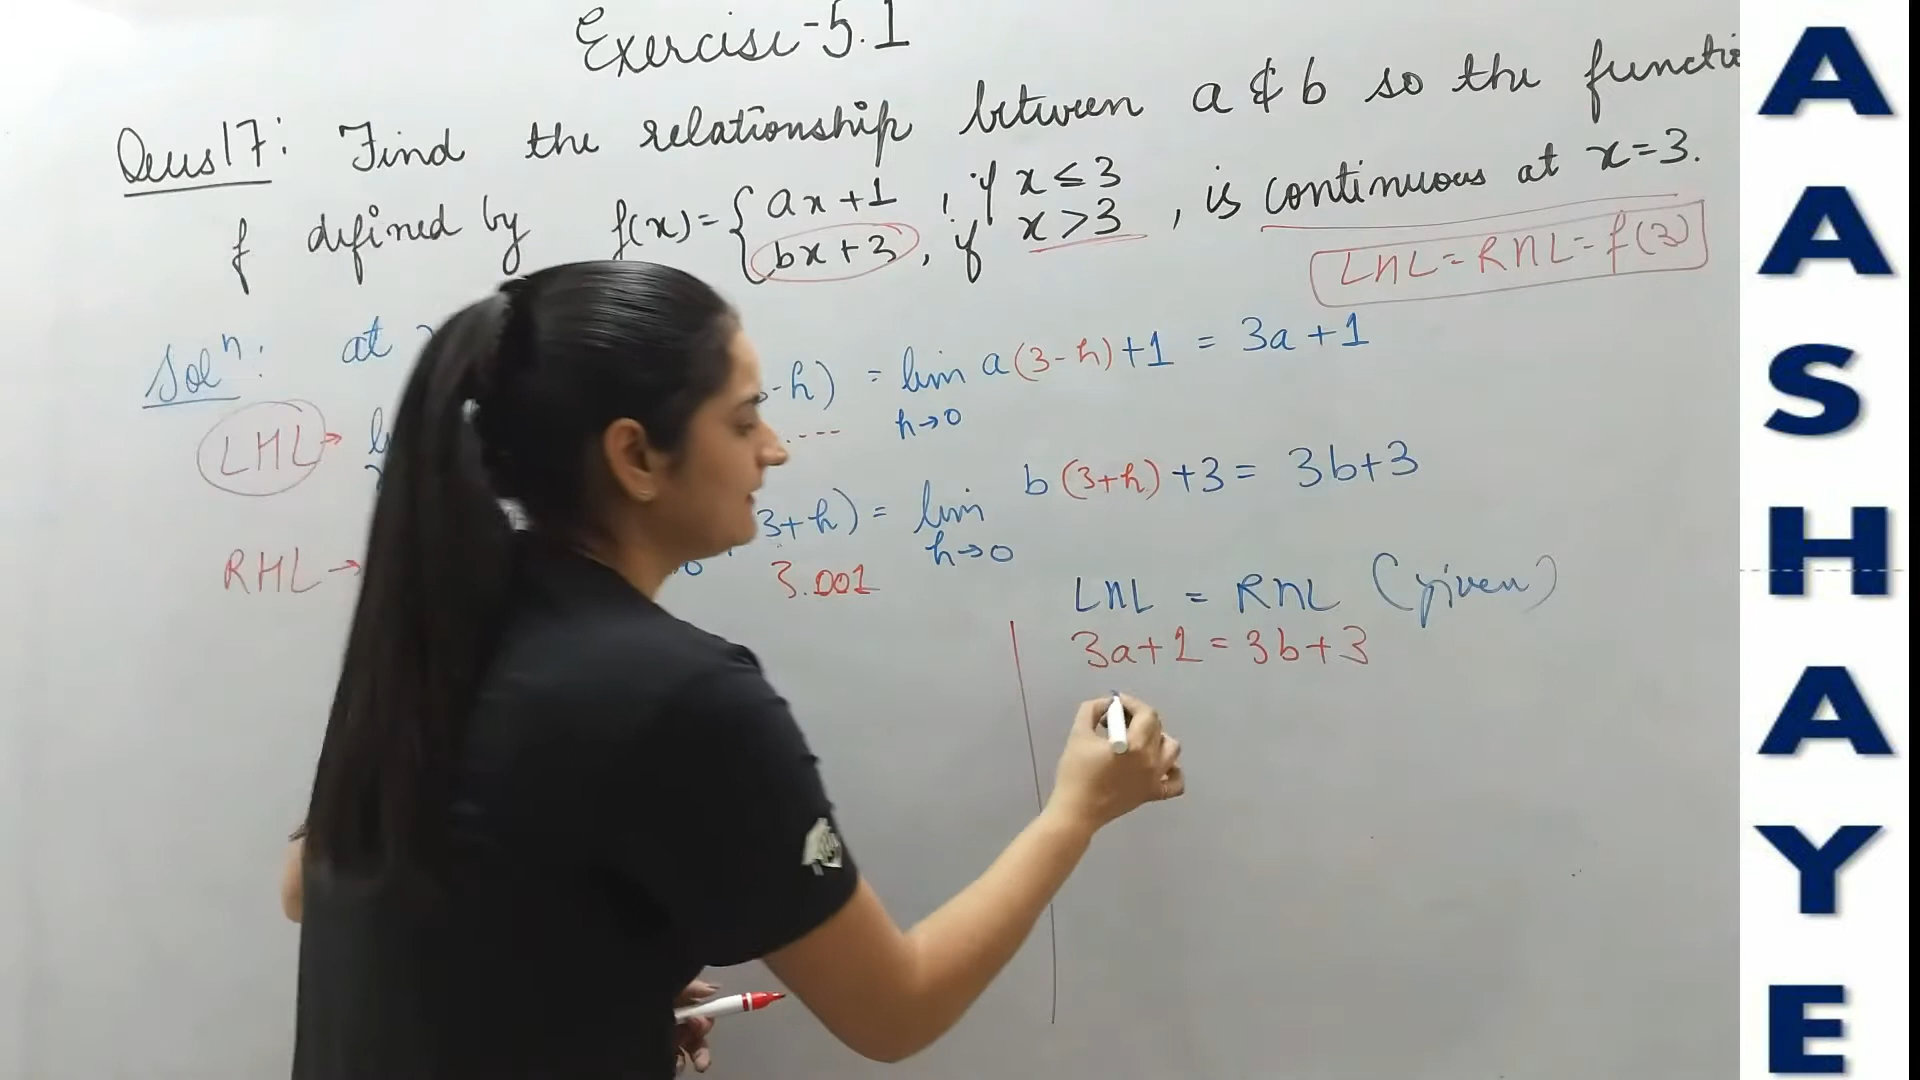 Exercise-5.1
Ques17: Find the relationship between a & b so the functio
f defined by f(x) = { ax+1 , if x ≤ 3
bx+3 , if x > 3 , is continuous at x=3.
LHL = RHL = f(3)
Solⁿ: at
LHL → -h) = lim h→0 a(3-h)+1 = 3a+1
RHL → 3+h) = lim h→0 b(3+h)+3 = 3b+3
3.001
LHL = RHL (given)
3a+1 = 3b+3
AASHAYE